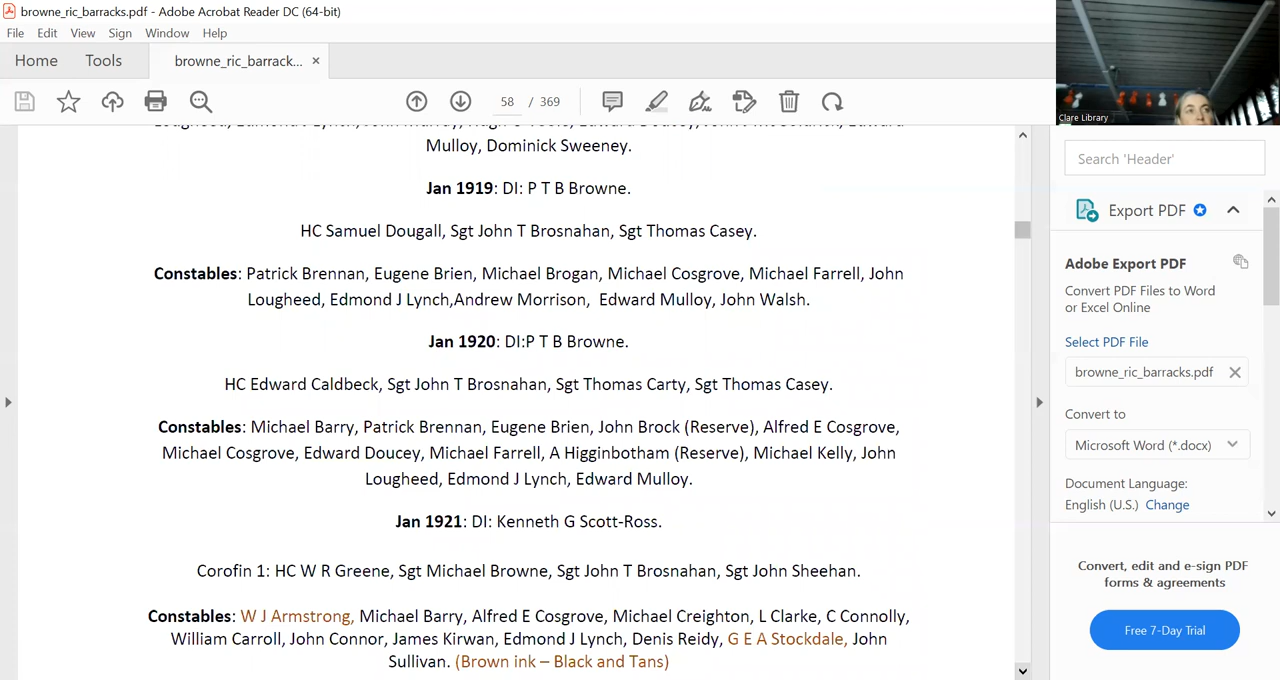 browne_ric_barracks.pdf - Adobe Acrobat Reader DC (64-bit)
File Edit View Sign Window Help
Home Tools browne_ric_barrack... ×
58 / 369
Clare Library
Mulloy, Dominick Sweeney.
Jan 1919: DI: P T B Browne.
HC Samuel Dougall, Sgt John T Brosnahan, Sgt Thomas Casey.
Constables: Patrick Brennan, Eugene Brien, Michael Brogan, Michael Cosgrove, Michael Farrell, John
Lougheed, Edmond J Lynch,Andrew Morrison, Edward Mulloy, John Walsh.
Jan 1920: DI:P T B Browne.
HC Edward Caldbeck, Sgt John T Brosnahan, Sgt Thomas Carty, Sgt Thomas Casey.
Constables: Michael Barry, Patrick Brennan, Eugene Brien, John Brock (Reserve), Alfred E Cosgrove,
Michael Cosgrove, Edward Doucey, Michael Farrell, A Higginbotham (Reserve), Michael Kelly, John
Lougheed, Edmond J Lynch, Edward Mulloy.
Jan 1921: DI: Kenneth G Scott-Ross.
Corofin 1: HC W R Greene, Sgt Michael Browne, Sgt John T Brosnahan, Sgt John Sheehan.
Constables: W J Armstrong, Michael Barry, Alfred E Cosgrove, Michael Creighton, L Clarke, C Connolly,
William Carroll, John Connor, James Kirwan, Edmond J Lynch, Denis Reidy, G E A Stockdale, John
Sullivan. (Brown ink – Black and Tans)
Search 'Header'
Export PDF
Adobe Export PDF
Convert PDF Files to Word
or Excel Online
Select PDF File
browne_ric_barracks.pdf
Convert to
Microsoft Word (*.docx)
Document Language:
English (U.S.) Change
Convert, edit and e-sign PDF
forms & agreements
Free 7-Day Trial